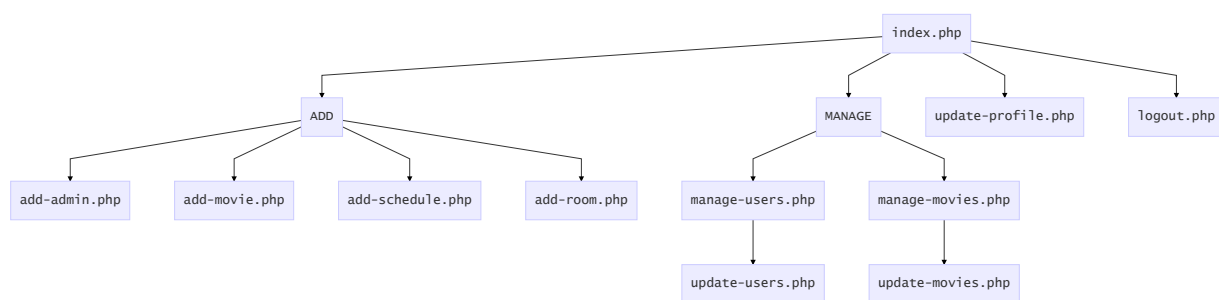 index.php
ADD
MANAGE
update-profile.php
logout.php
add-admin.php
add-movie.php
add-schedule.php
add-room.php
manage-users.php
manage-movies.php
update-users.php
update-movies.php